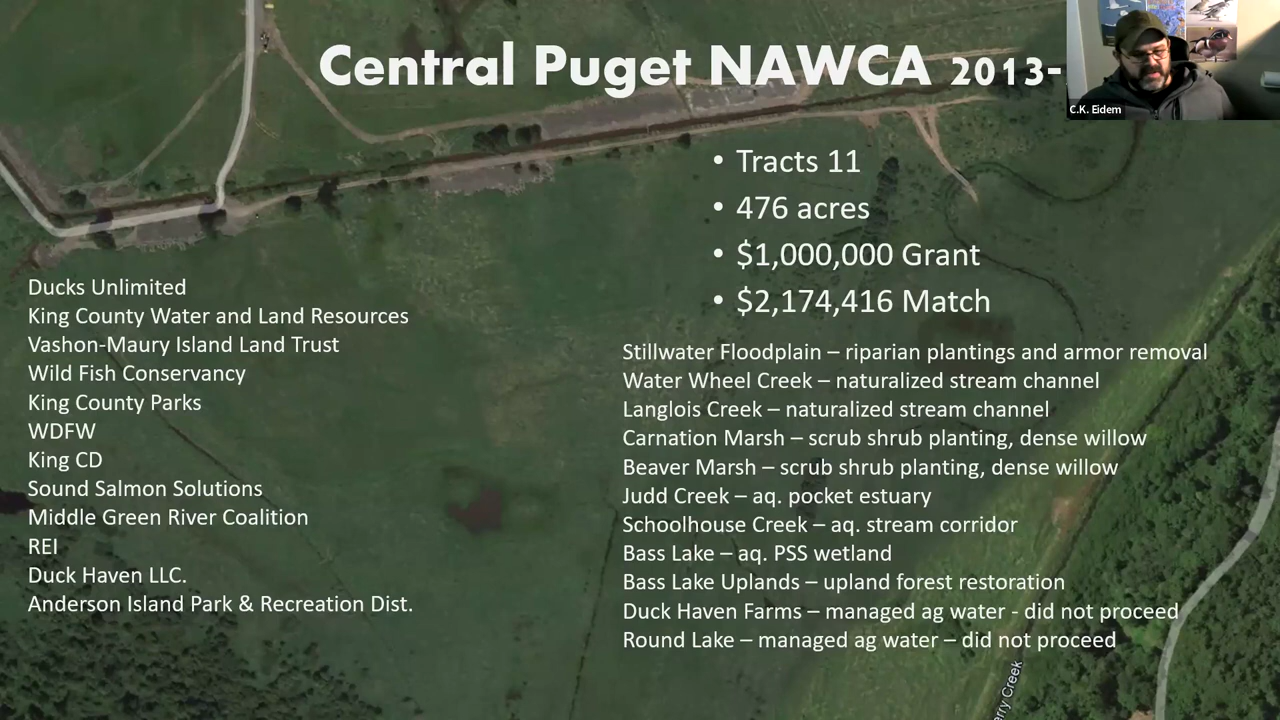 Central Puget NAWCA 2013-
C.K. Eidem
• Tracts 11
• 476 acres
• $1,000,000 Grant
• $2,174,416 Match
Ducks Unlimited
King County Water and Land Resources
Vashon-Maury Island Land Trust
Wild Fish Conservancy
King County Parks
WDFW
King CD
Sound Salmon Solutions
Middle Green River Coalition
REI
Duck Haven LLC.
Anderson Island Park & Recreation Dist.
Stillwater Floodplain – riparian plantings and armor removal
Water Wheel Creek – naturalized stream channel
Langlois Creek – naturalized stream channel
Carnation Marsh – scrub shrub planting, dense willow
Beaver Marsh – scrub shrub planting, dense willow
Judd Creek – aq. pocket estuary
Schoolhouse Creek – aq. stream corridor
Bass Lake – aq. PSS wetland
Bass Lake Uplands – upland forest restoration
Duck Haven Farms – managed ag water - did not proceed
Round Lake – managed ag water – did not proceed
erry Creek